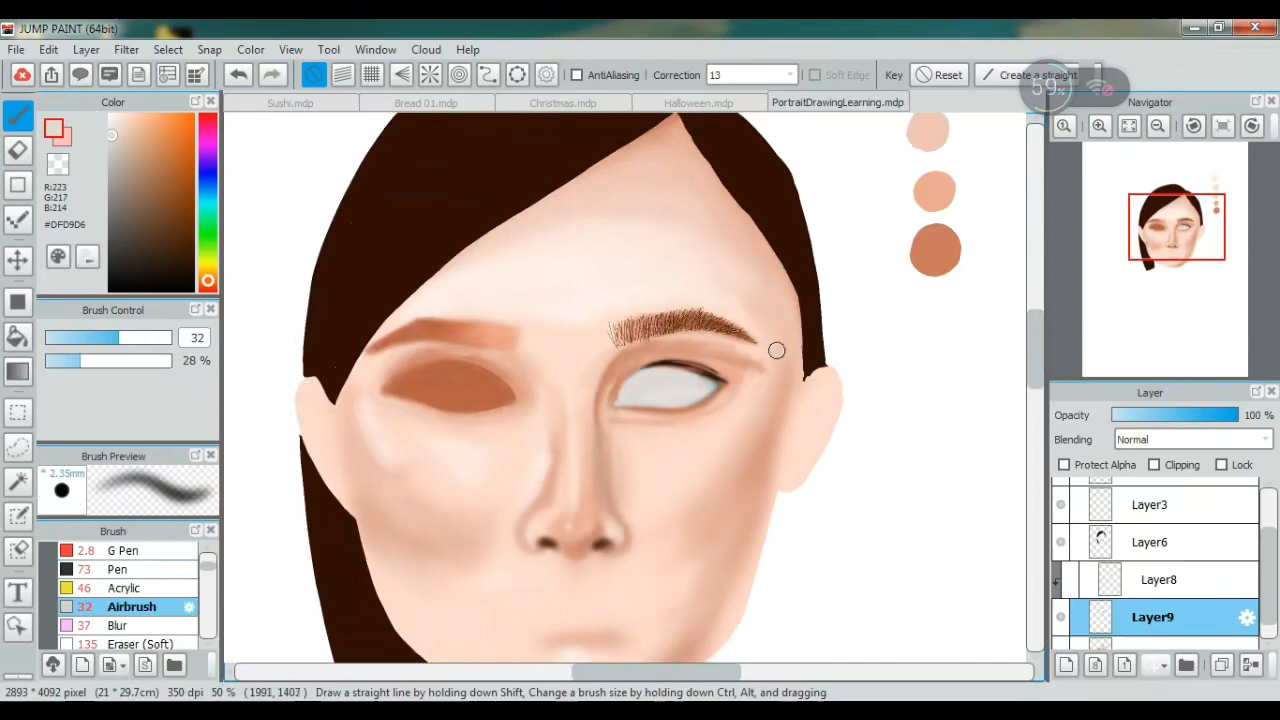 JUMP PAINT (64bit)
File Edit Layer Filter Select Snap Color View Tool Window Cloud Help
AntiAliasing Correction 13 Soft Edge Key Reset Create a straight
59%
Color
Sushi.mdp Bread 01.mdp Christmas.mdp Halloween.mdp PortraitDrawingLearning.mdp
Navigator
R:223
G:217
B:214
#DFD9D6
Brush Control
32
28 %
Brush Preview
* 2.35mm
Brush
2.8 G Pen
73 Pen
46 Acrylic
32 Airbrush
37 Blur
135 Eraser (Soft)
Layer
Opacity 100 %
Blending Normal
Protect Alpha Clipping Lock
Layer3
Layer6
Layer8
Layer9
2893 * 4092 pixel (21 * 29.7cm) 350 dpi 50 % (1991, 1407) Draw a straight line by holding down Shift, Change a brush size by holding down Ctrl, Alt, and dragging